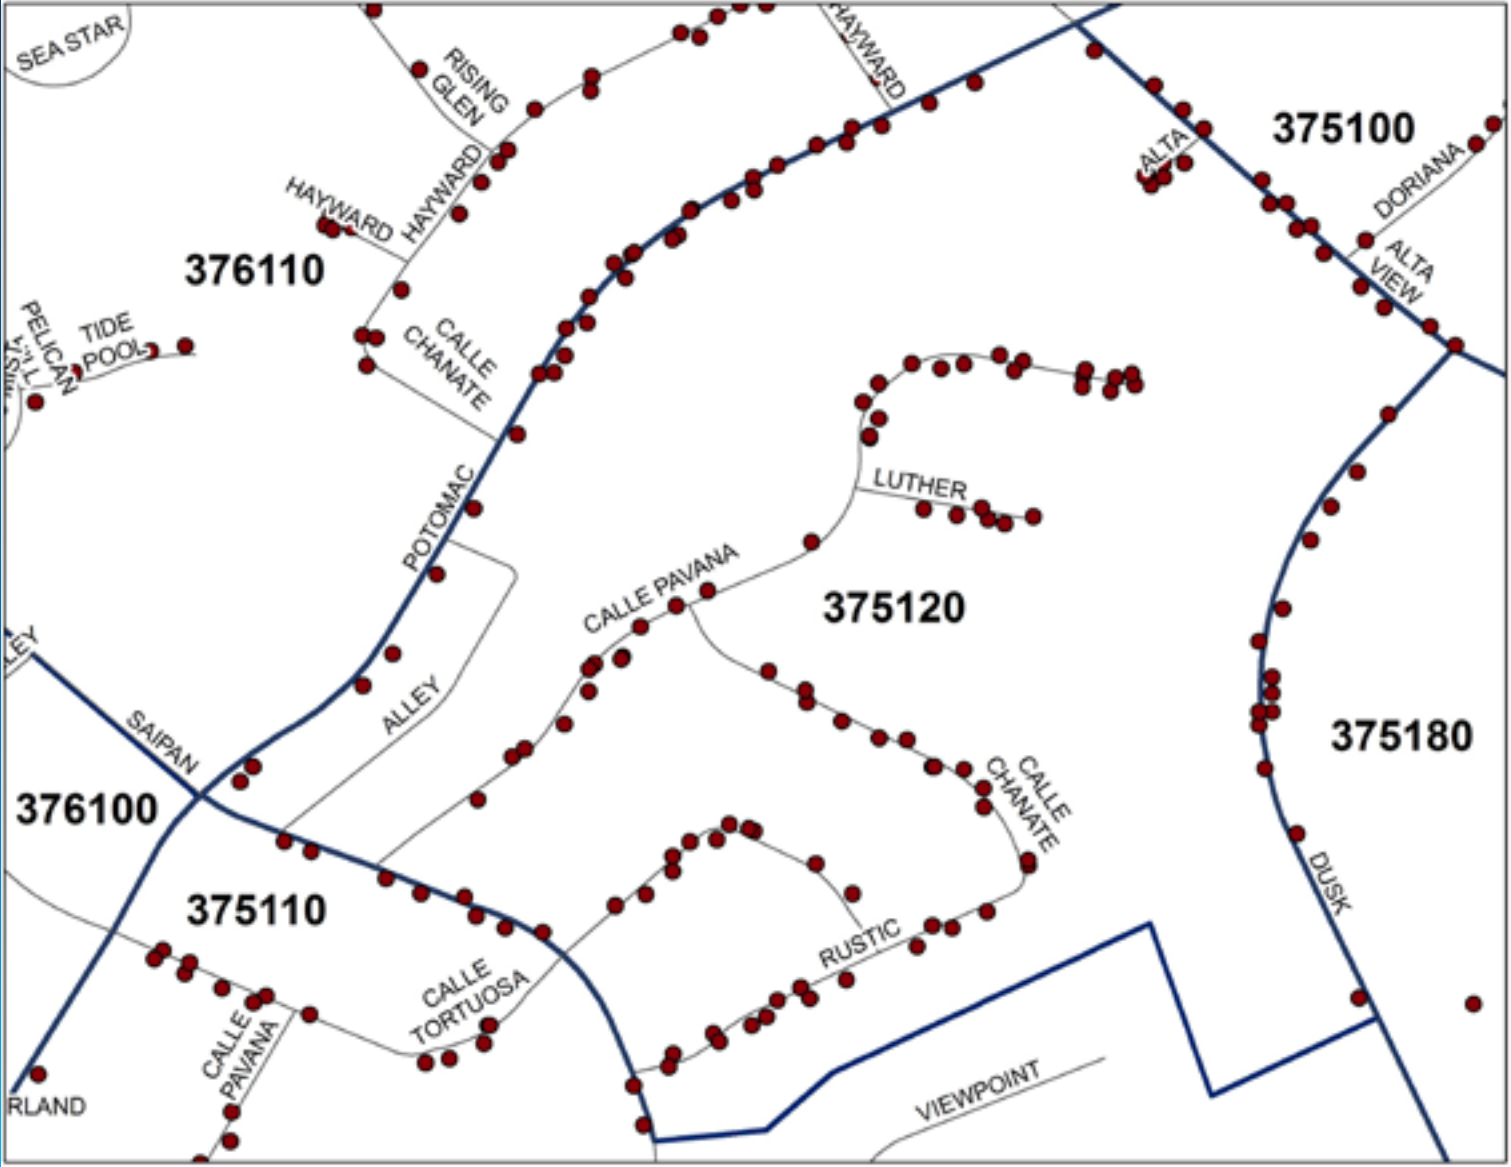 SEA STAR
RISING
GLEN
HAYWARD
375100
ALTA
DORIANA
HAYWARD
HAYWARD
376110
ALTA
VIEW
PELICAN
HILL
TIDE
POOL
CALLE
CHANATE
POTOMAC
LUTHER
CALLE PAVANA
375120
LEY
ALLEY
SAIPAN
375180
376100
CALLE
CHANATE
DUSK
375110
RUSTIC
CALLE
TORTUOSA
CALLE
PAVANA
VIEWPOINT
RLAND